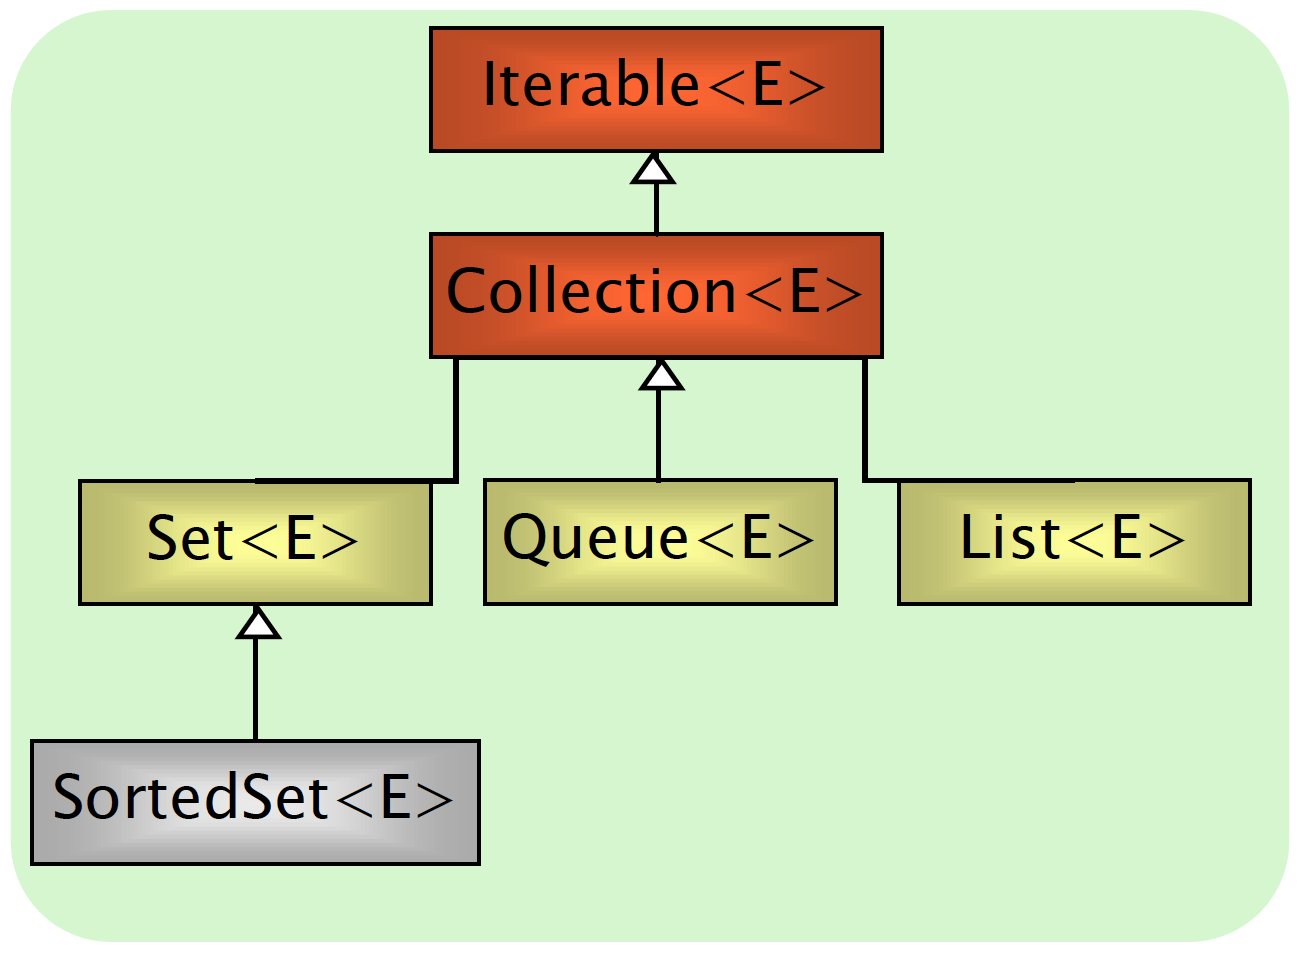 Iterable<E>
Collection<E>
Set<E>
Queue<E>
List<E>
SortedSet<E>